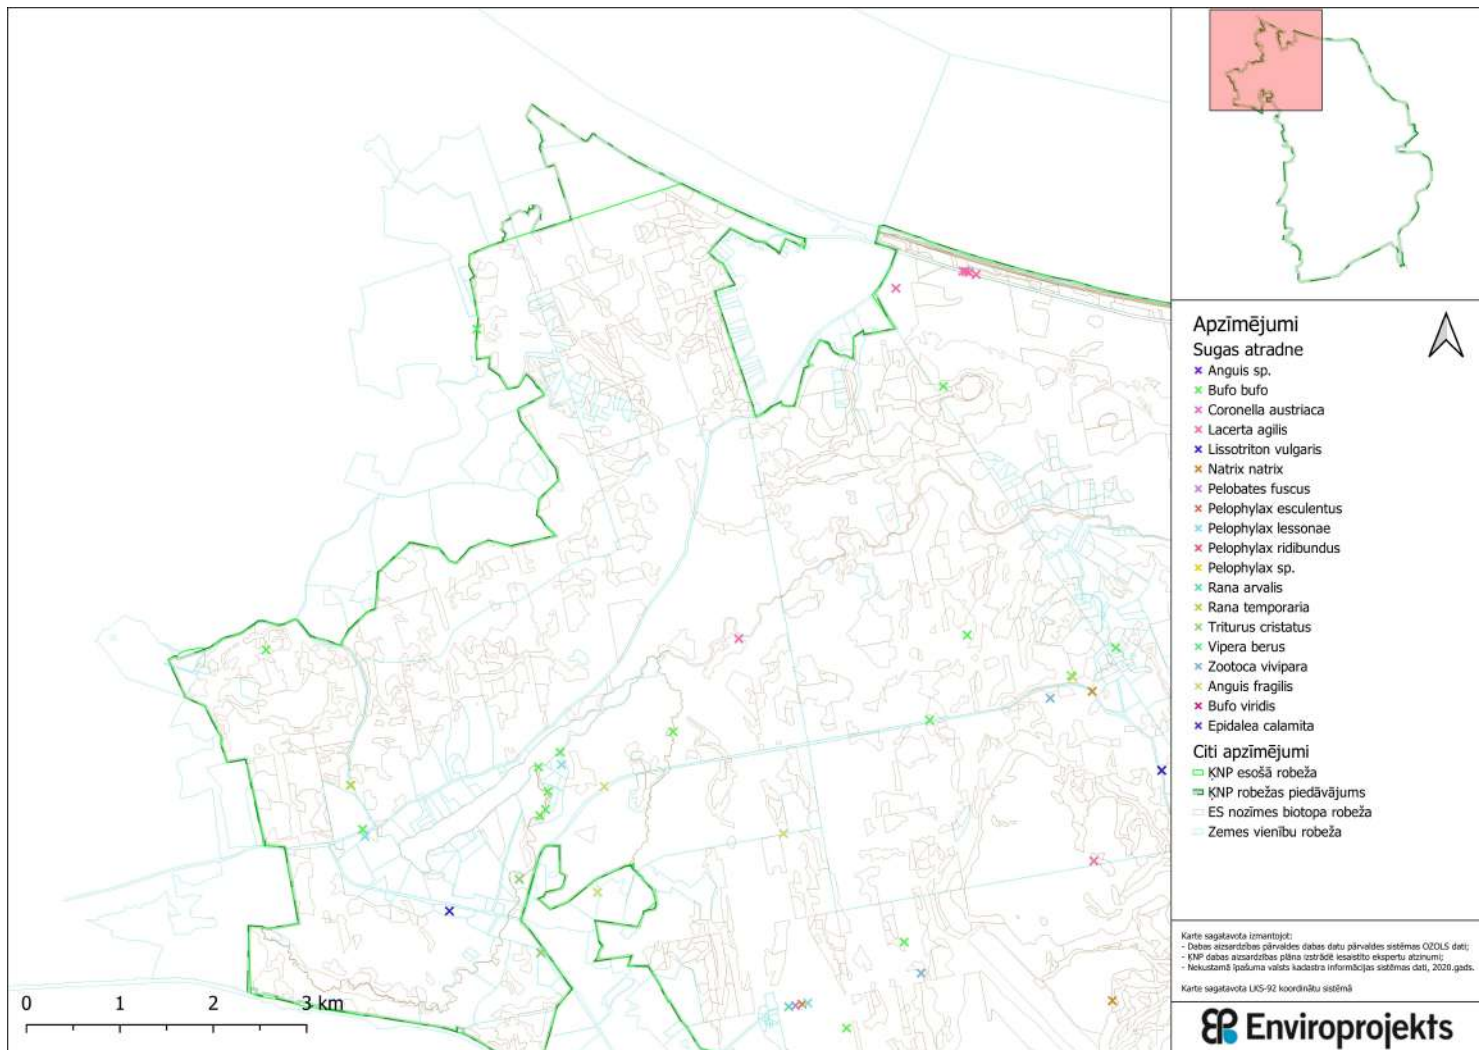 Apzīmējumi
Sugas atradne
Anguis sp.
Bufo bufo
Coronella austriaca
Lacerta agilis
Lissotriton vulgaris
Natrix natrix
Pelobates fuscus
Pelophylax esculentus
Pelophylax lessonae
Pelophylax ridibundus
Pelophylax sp.
Rana arvalis
Rana temporaria
Triturus cristatus
Vipera berus
Zootoca vivipara
Anguis fragilis
Bufo viridis
Epidalea calamita
Citi apzīmējumi
ĶNP esošā robeža
ĶNP robežas piedāvājums
ES nozīmes biotopa robeža
Zemes vienību robeža
Karte sagatavota izmantojot:
- Dabas aizsardzības pārvaldes dabas datu pārvaldes sistēmas OZOLS dati;
- ĶNP dabas aizsardzības plāna izstrādē iesaistīto ekspertu atzinumi;
- Nekustamā īpašuma valsts kadastra informācijas sistēmas dati, 2020.gads.
Karte sagatavota LKS-92 koordinātu sistēmā
0 1 2 3 km
Enviroprojekts